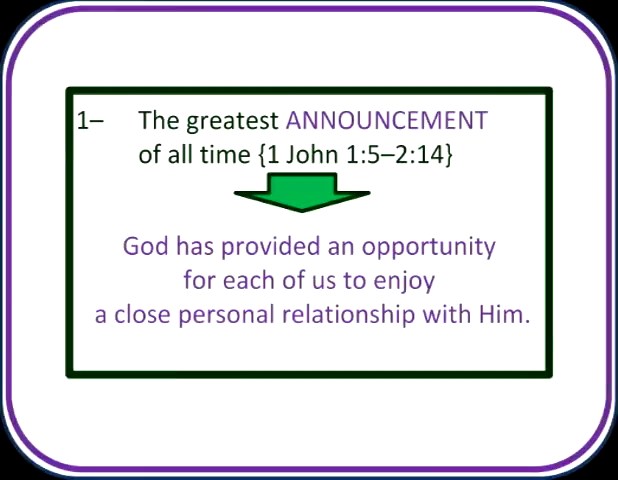 1– The greatest ANNOUNCEMENT
of all time {1 John 1:5–2:14}
God has provided an opportunity
for each of us to enjoy
a close personal relationship with Him.